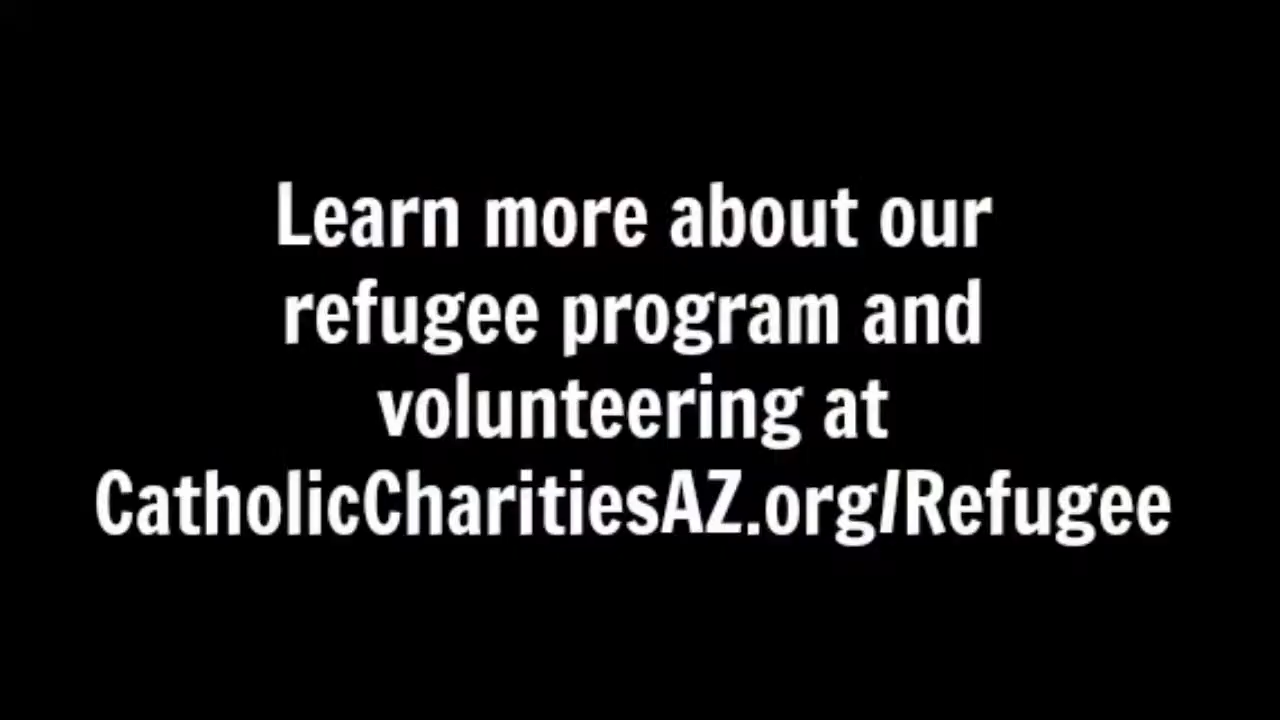 Learn more about our
refugee program and
volunteering at
CatholicCharitiesAZ.org/Refugee